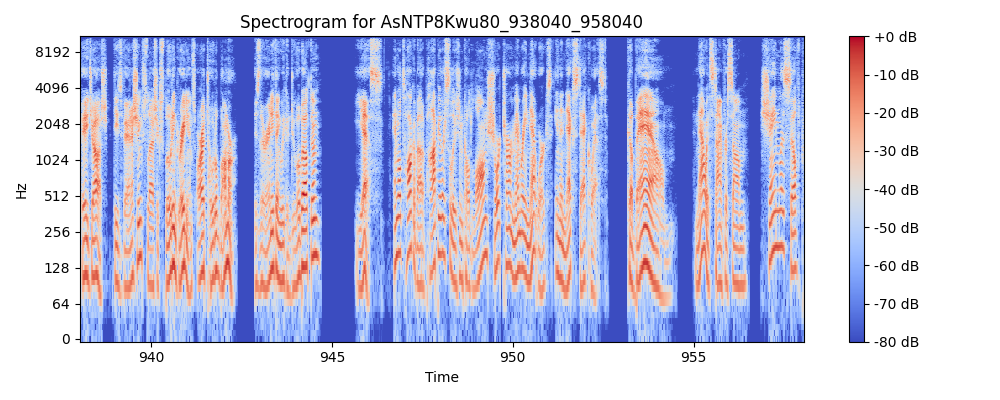 Spectrogram for AsNTP8Kwu80_938040_958040
8192
4096
2048
1024
512
256
128
64
0
Hz
940
945
950
955
Time
+0 dB
-10 dB
-20 dB
-30 dB
-40 dB
-50 dB
-60 dB
-70 dB
-80 dB